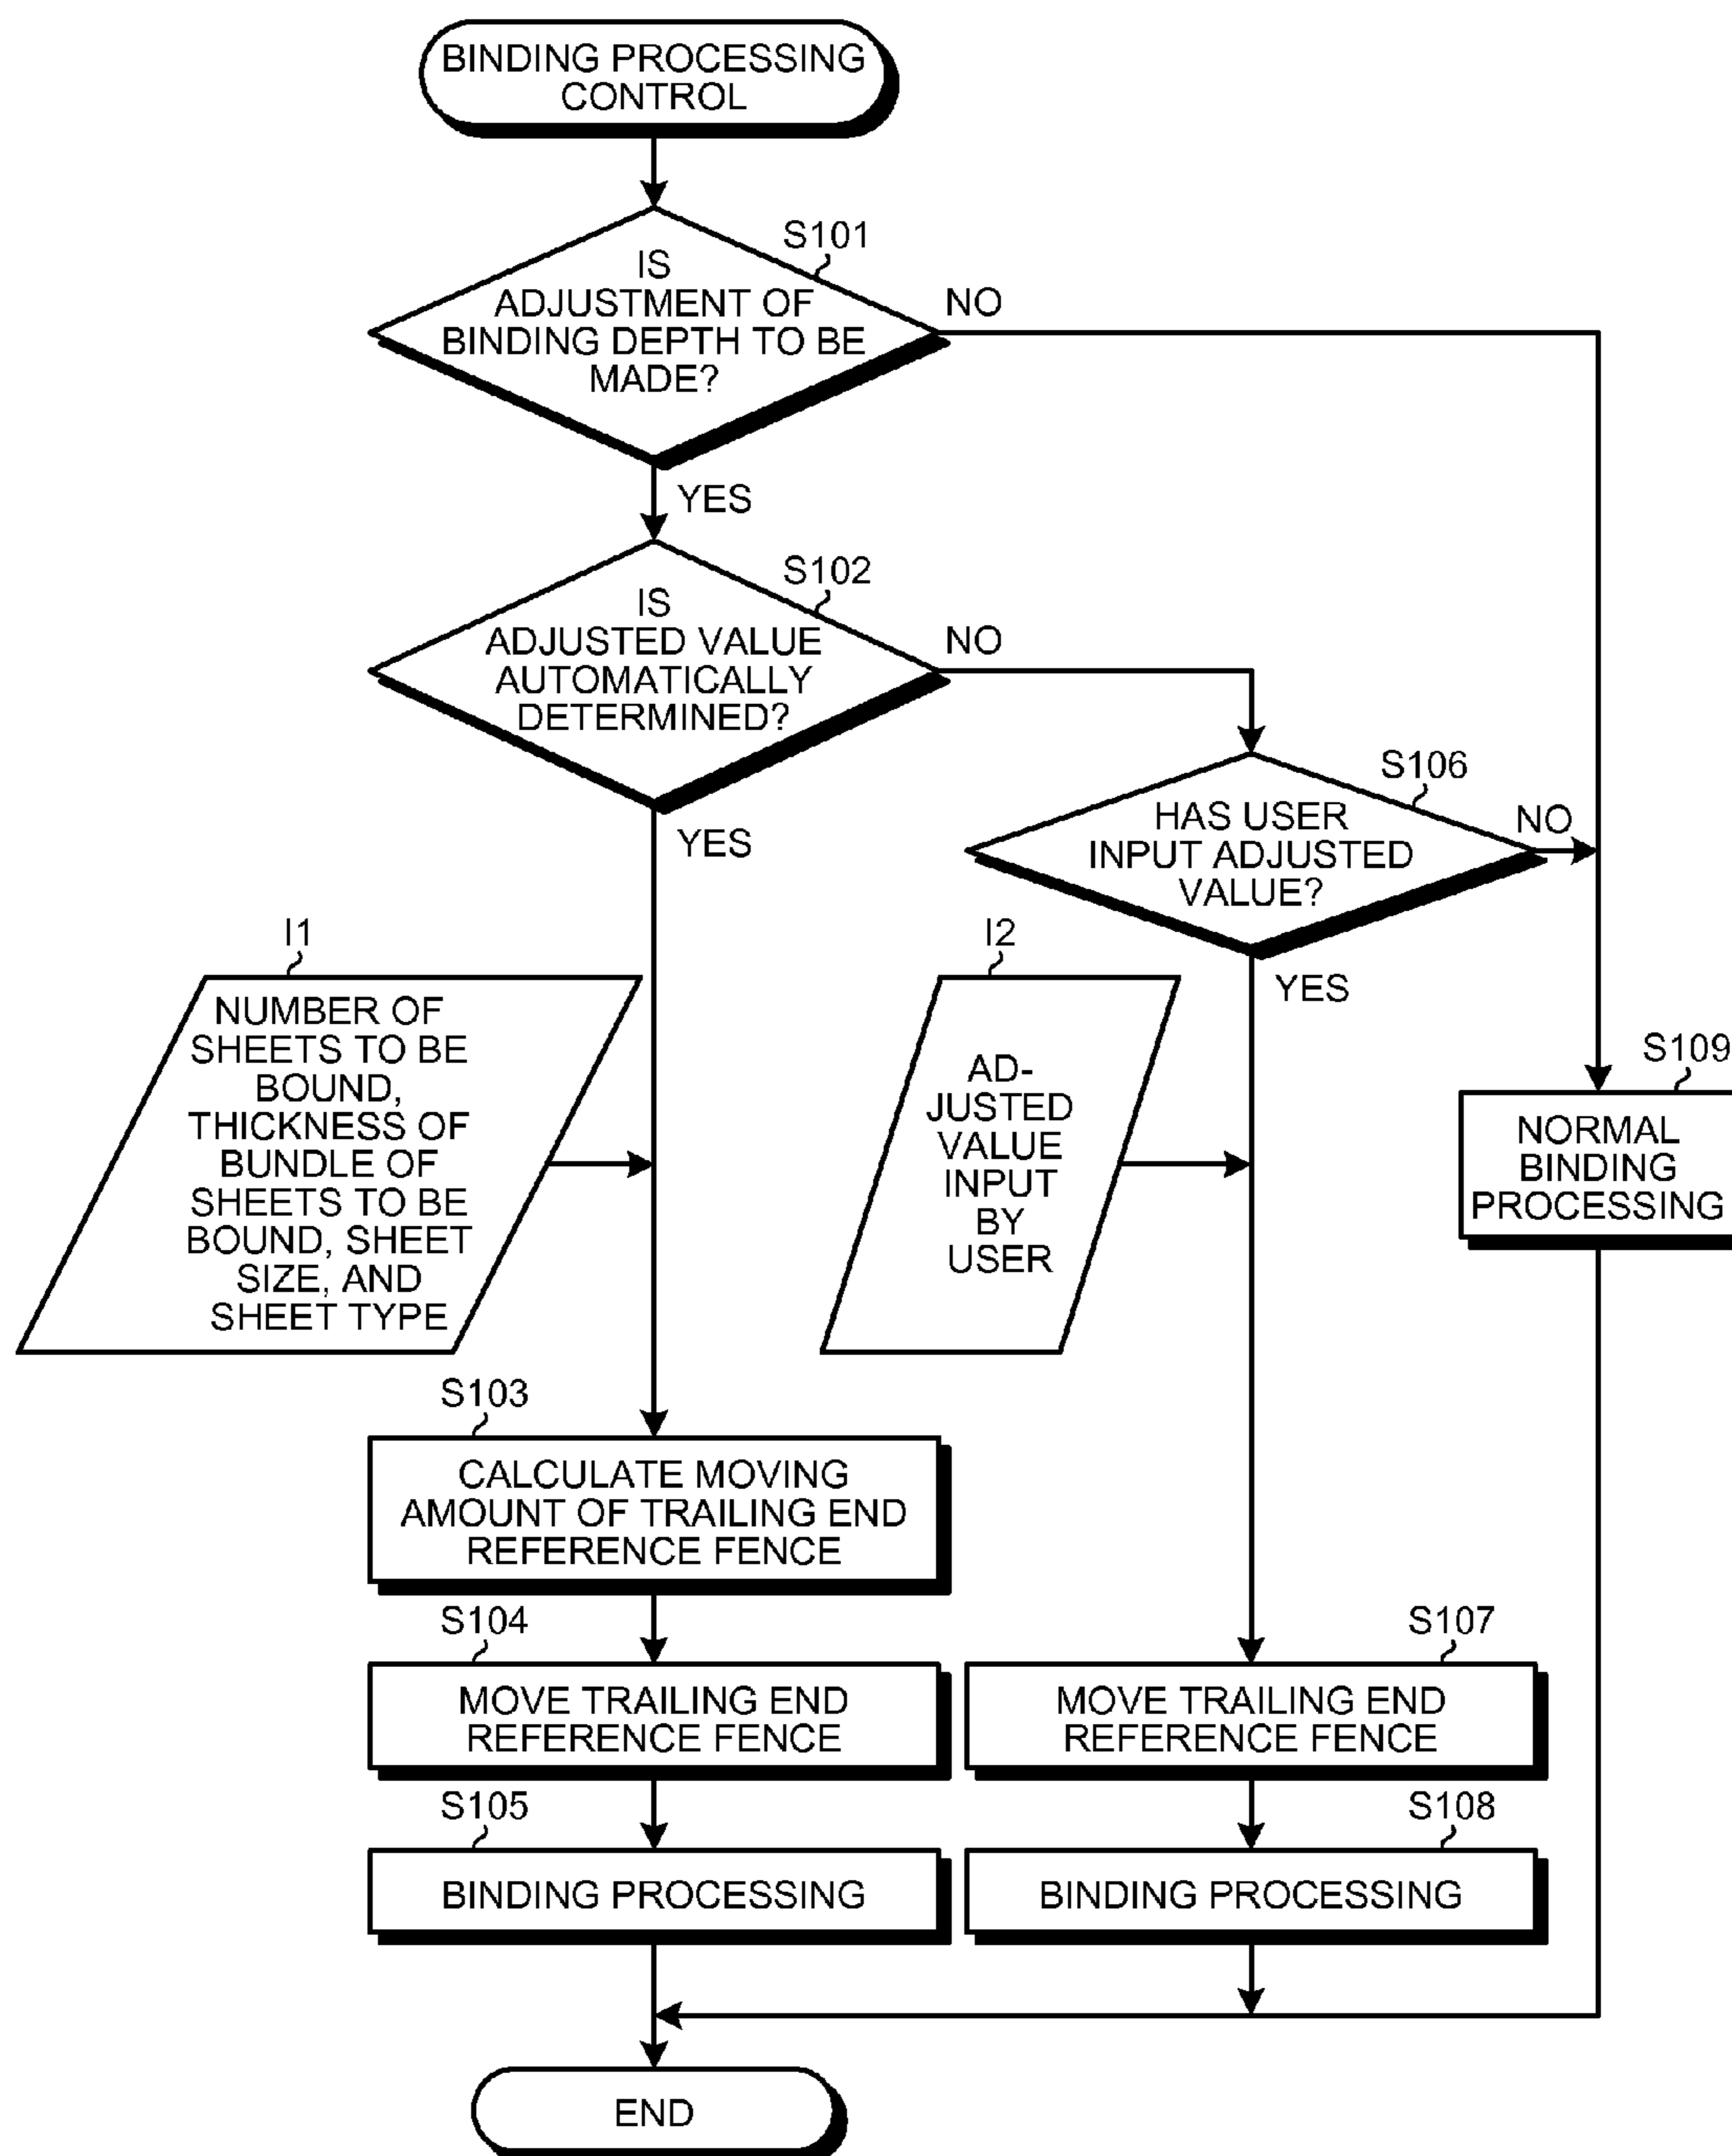 BINDING PROCESSING
CONTROL
S101
IS
ADJUSTMENT OF
BINDING DEPTH TO BE
MADE?
NO
YES
S102
IS
ADJUSTED VALUE
AUTOMATICALLY
DETERMINED?
NO
YES
S106
HAS USER
INPUT ADJUSTED
VALUE?
NO
YES
I1
NUMBER OF
SHEETS TO BE
BOUND,
THICKNESS OF
BUNDLE OF
SHEETS TO BE
BOUND, SHEET
SIZE, AND
SHEET TYPE
I2
AD-
JUSTED
VALUE
INPUT
BY
USER
S109
NORMAL
BINDING
PROCESSING
S103
CALCULATE MOVING
AMOUNT OF TRAILING END
REFERENCE FENCE
S104
MOVE TRAILING END
REFERENCE FENCE
S107
MOVE TRAILING END
REFERENCE FENCE
S105
BINDING PROCESSING
S108
BINDING PROCESSING
END